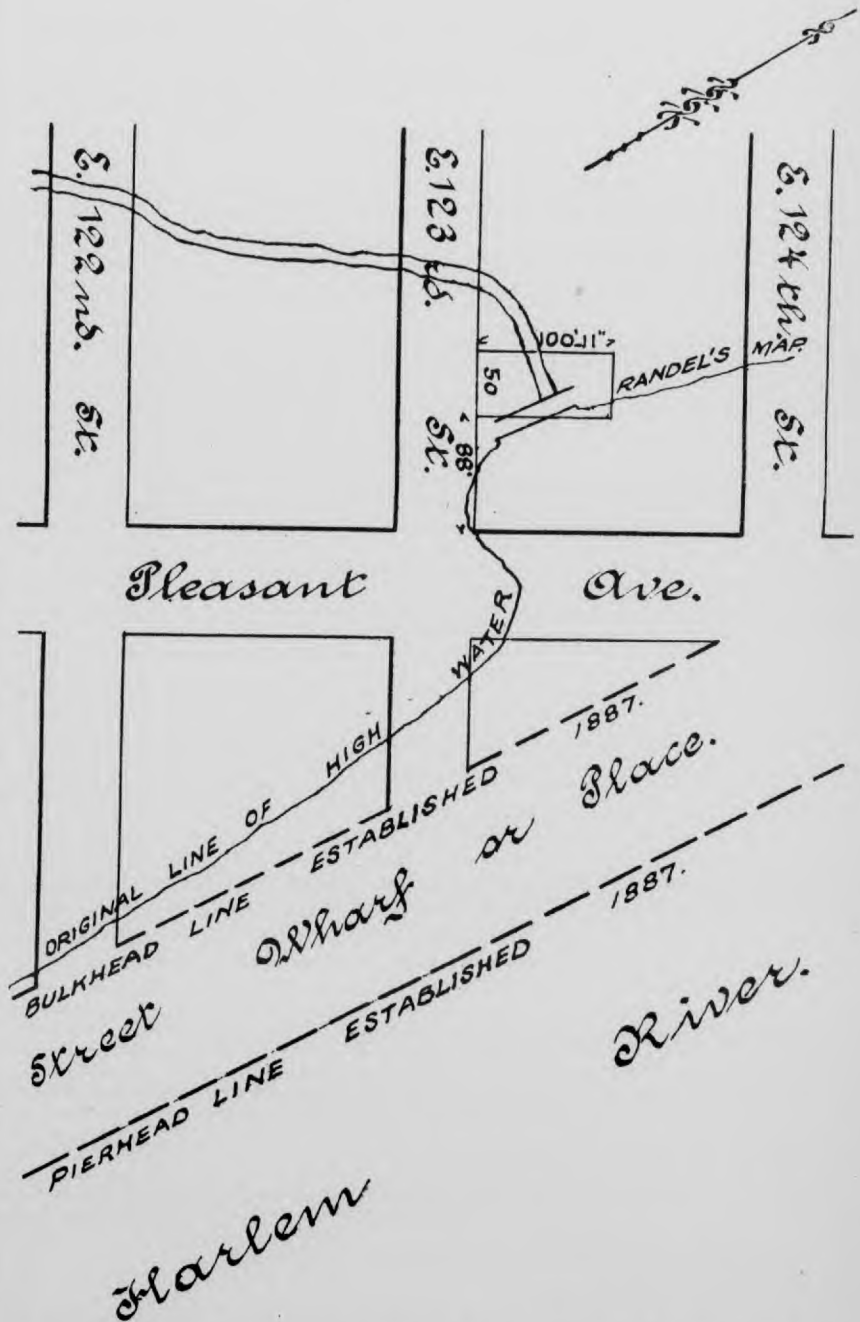 E. 122nd. St.
E. 123rd. St.
E. 124th. St.
100'.11"
50
88'
RANDEL'S MAP.
Pleasant Ave.
ORIGINAL LINE OF HIGH WATER
BULKHEAD LINE ESTABLISHED 1887.
Street Wharf or Place.
PIERHEAD LINE ESTABLISHED 1887.
Harlem River.